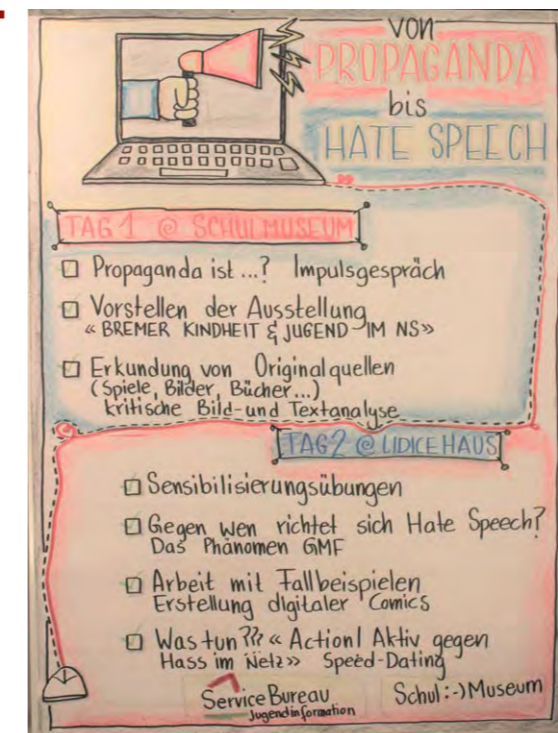 von
PROPAGANDA
bis
HATE SPEECH
TAG 1 @ SCHULMUSEUM
Propaganda ist...? Impulsgespräch
Vorstellen der Ausstellung
« BREMER KINDHEIT & JUGEND IM NS»
Erkundung von Originalquellen
(Spiele, Bilder, Bücher...)
kritische Bild- und Textanalyse
TAG2 @ LIDICEHAUS
Sensibilisierungsübungen
Gegen wen richtet sich Hate Speech?
Das Phänomen GMF
Arbeit mit Fallbeispielen
Erstellung digitaler Comics
Was tun??? « Action! Aktiv gegen
Hass im Netz» Speed-Dating
ServiceBureau
Jugendinformation
Schul:-)Museum